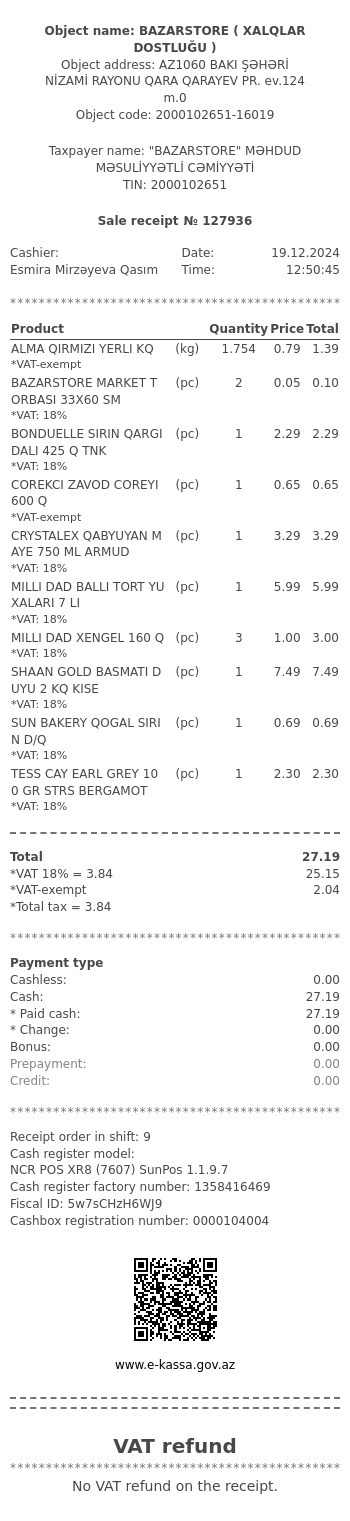 Object name: BAZARSTORE ( XALQLAR
DOSTLUĞU )
Object address: AZ1060 BAKI ŞƏHƏRİ
NİZAMİ RAYONU QARA QARAYEV PR. ev.124
m.0
Object code: 2000102651-16019
Taxpayer name: "BAZARSTORE" MƏHDUD
MƏSULİYYƏTLİ CƏMİYYƏTİ
TIN: 2000102651
Sale receipt № 127936
Cashier: Date: 19.12.2024
Esmira Mirzəyeva Qasım Time: 12:50:45
************************************************
Product Quantity Price Total
ALMA QIRMIZI YERLI KQ (kg) 1.754 0.79 1.39
*VAT-exempt
BAZARSTORE MARKET T (pc) 2 0.05 0.10
ORBASI 33X60 SM
*VAT: 18%
BONDUELLE SIRIN QARGI (pc) 1 2.29 2.29
DALI 425 Q TNK
*VAT: 18%
COREKCI ZAVOD COREYI (pc) 1 0.65 0.65
600 Q
*VAT-exempt
CRYSTALEX QABYUYAN M (pc) 1 3.29 3.29
AYE 750 ML ARMUD
*VAT: 18%
MILLI DAD BALLI TORT YU (pc) 1 5.99 5.99
XALARI 7 LI
*VAT: 18%
MILLI DAD XENGEL 160 Q (pc) 3 1.00 3.00
*VAT: 18%
SHAAN GOLD BASMATI D (pc) 1 7.49 7.49
UYU 2 KQ KISE
*VAT: 18%
SUN BAKERY QOGAL SIRI (pc) 1 0.69 0.69
N D/Q
*VAT: 18%
TESS CAY EARL GREY 10 (pc) 1 2.30 2.30
0 GR STRS BERGAMOT
*VAT: 18%
Total 27.19
*VAT 18% = 3.84 25.15
*VAT-exempt 2.04
*Total tax = 3.84
************************************************
Payment type
Cashless: 0.00
Cash: 27.19
* Paid cash: 27.19
* Change: 0.00
Bonus: 0.00
Prepayment: 0.00
Credit: 0.00
************************************************
Receipt order in shift: 9
Cash register model:
NCR POS XR8 (7607) SunPos 1.1.9.7
Cash register factory number: 1358416469
Fiscal ID: 5w7sCHzH6WJ9
Cashbox registration number: 0000104004
www.e-kassa.gov.az
VAT refund
************************************************
No VAT refund on the receipt.